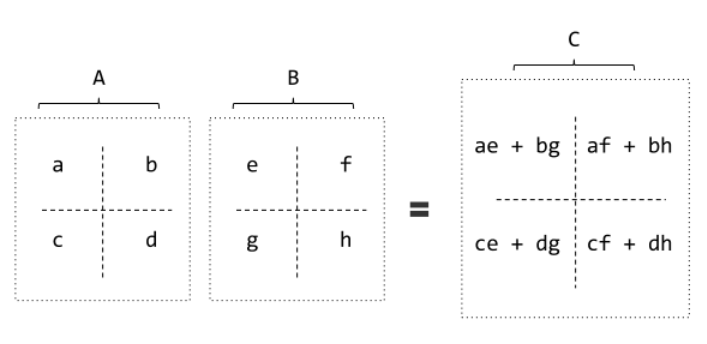 C
A B
a b e f
ae + bg af + bh
=
c d g h
ce + dg cf + dh